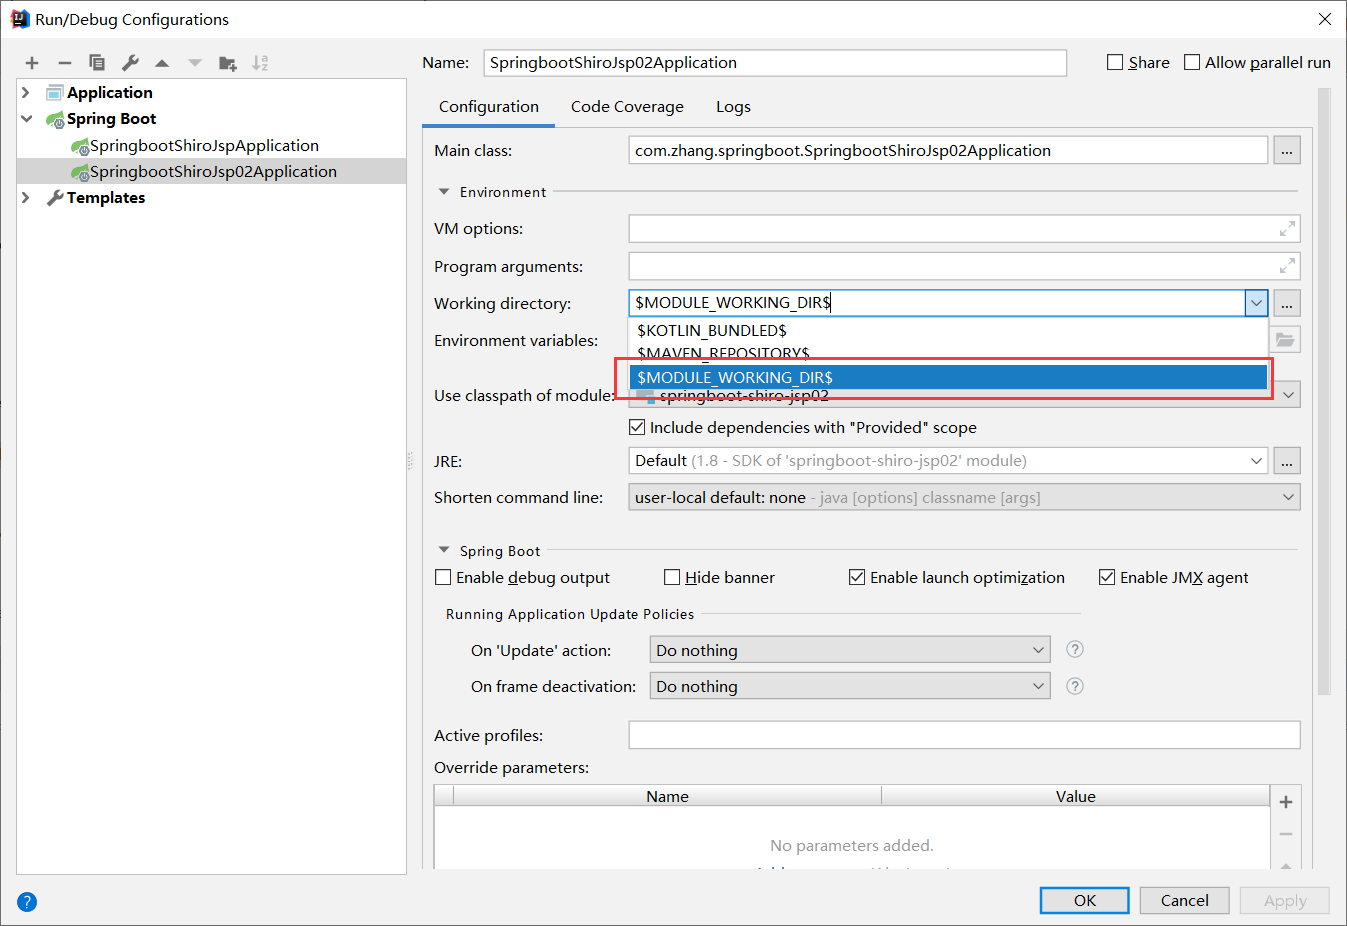 Run/Debug Configurations
Name: SpringbootShiroJsp02Application
Share
Allow parallel run
Application
Spring Boot
SpringbootShiroJspApplication
SpringbootShiroJsp02Application
Templates
Configuration Code Coverage Logs
Main class: com.zhang.springboot.SpringbootShiroJsp02Application ...
Environment
VM options:
Program arguments:
Working directory: $MODULE_WORKING_DIR$ ...
$KOTLIN_BUNDLED$
Environment variables:
$MAVEN_REPOSITORY$
$MODULE_WORKING_DIR$
Use classpath of module: springboot-shiro-jsp02
Include dependencies with "Provided" scope
JRE: Default (1.8 - SDK of 'springboot-shiro-jsp02' module) ...
Shorten command line: user-local default: none - java [options] classname [args]
Spring Boot
Enable debug output Hide banner Enable launch optimization Enable JMX agent
Running Application Update Policies
On 'Update' action: Do nothing ?
On frame deactivation: Do nothing ?
Active profiles:
Override parameters:
Name Value
No parameters added.
? OK Cancel Apply